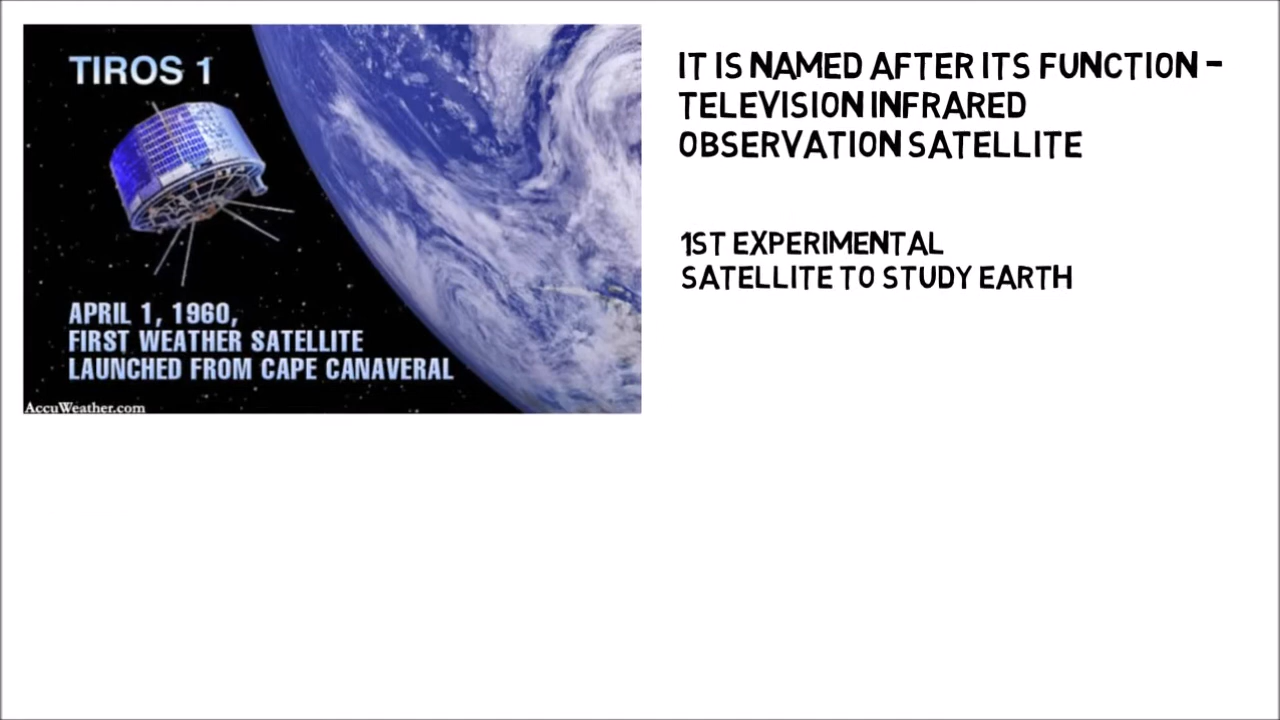 TIROS 1
APRIL 1, 1960,
FIRST WEATHER SATELLITE
LAUNCHED FROM CAPE CANAVERAL
AccuWeather.com
IT IS NAMED AFTER ITS FUNCTION -
TELEVISION INFRARED
OBSERVATION SATELLITE
1ST EXPERIMENTAL
SATELLITE TO STUDY EARTH